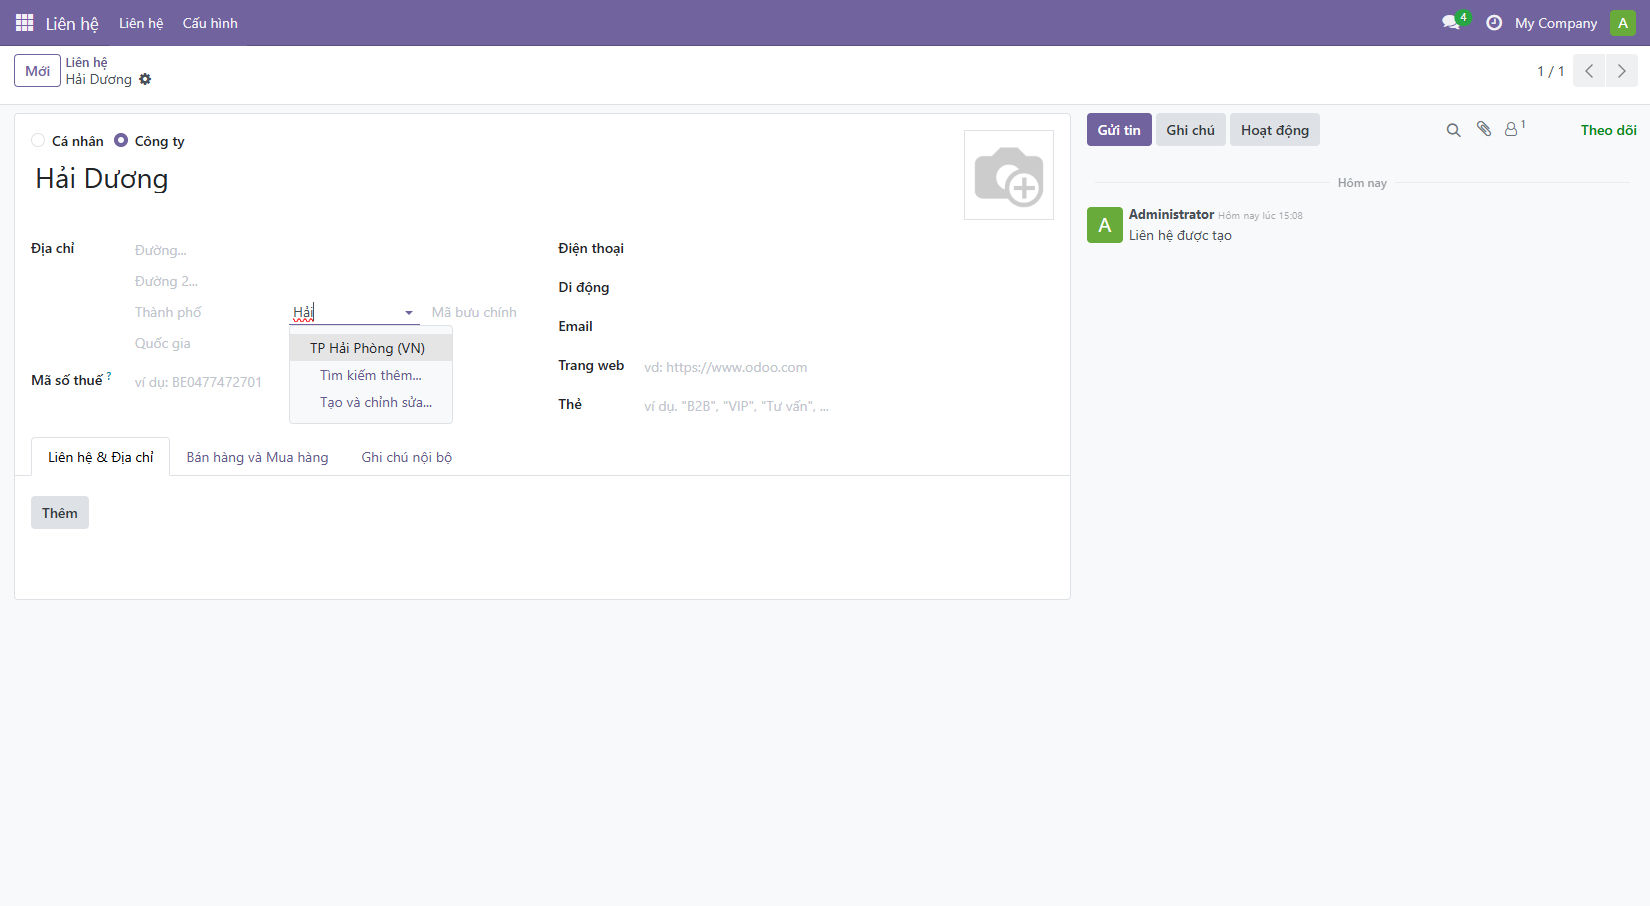 Liên hệ Liên hệ Cấu hình 4 My Company A
Mới Liên hệ
Hải Dương
1 / 1
Cá nhân Công ty
Hải Dương
Địa chỉ Đường...
Đường 2...
Thành phố Hải Mã bưu chính
Quốc gia
TP Hải Phòng (VN)
Tìm kiếm thêm...
Tạo và chỉnh sửa...
Mã số thuế ? ví dụ: BE0477472701
Điện thoại
Di động
Email
Trang web vd: https://www.odoo.com
Thẻ ví dụ. "B2B", "VIP", "Tư vấn", ...
Liên hệ & Địa chỉ Bán hàng và Mua hàng Ghi chú nội bộ
Thêm
Gửi tin Ghi chú Hoạt động 1 Theo dõi
Hôm nay
A Administrator Hôm nay lúc 15:08
Liên hệ được tạo